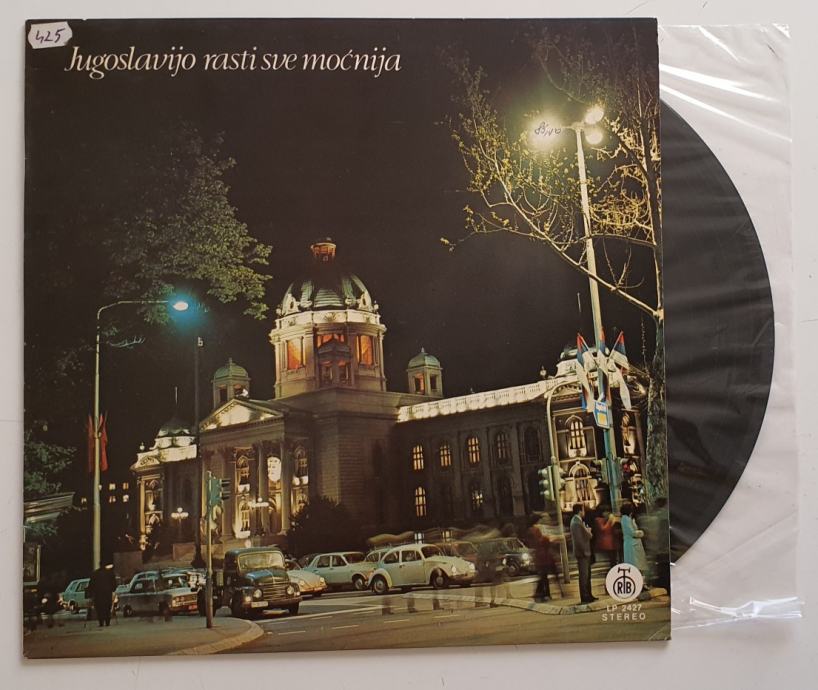 425
Jugoslavijo rasti sve moćnija
RTB
LP 2427
STEREO